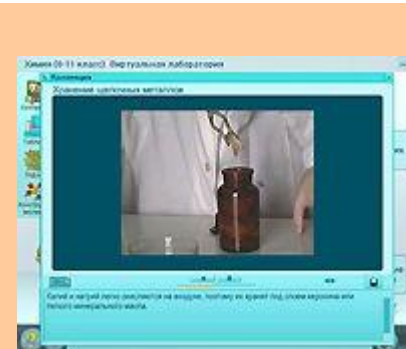 Химия (8-11 класс). Виртуальная лаборатория
Коллекция
Хранение щелочных металлов
Калий и натрий легко окисляются на воздухе, поэтому их хранят под слоем керосина или
легкого минерального масла.